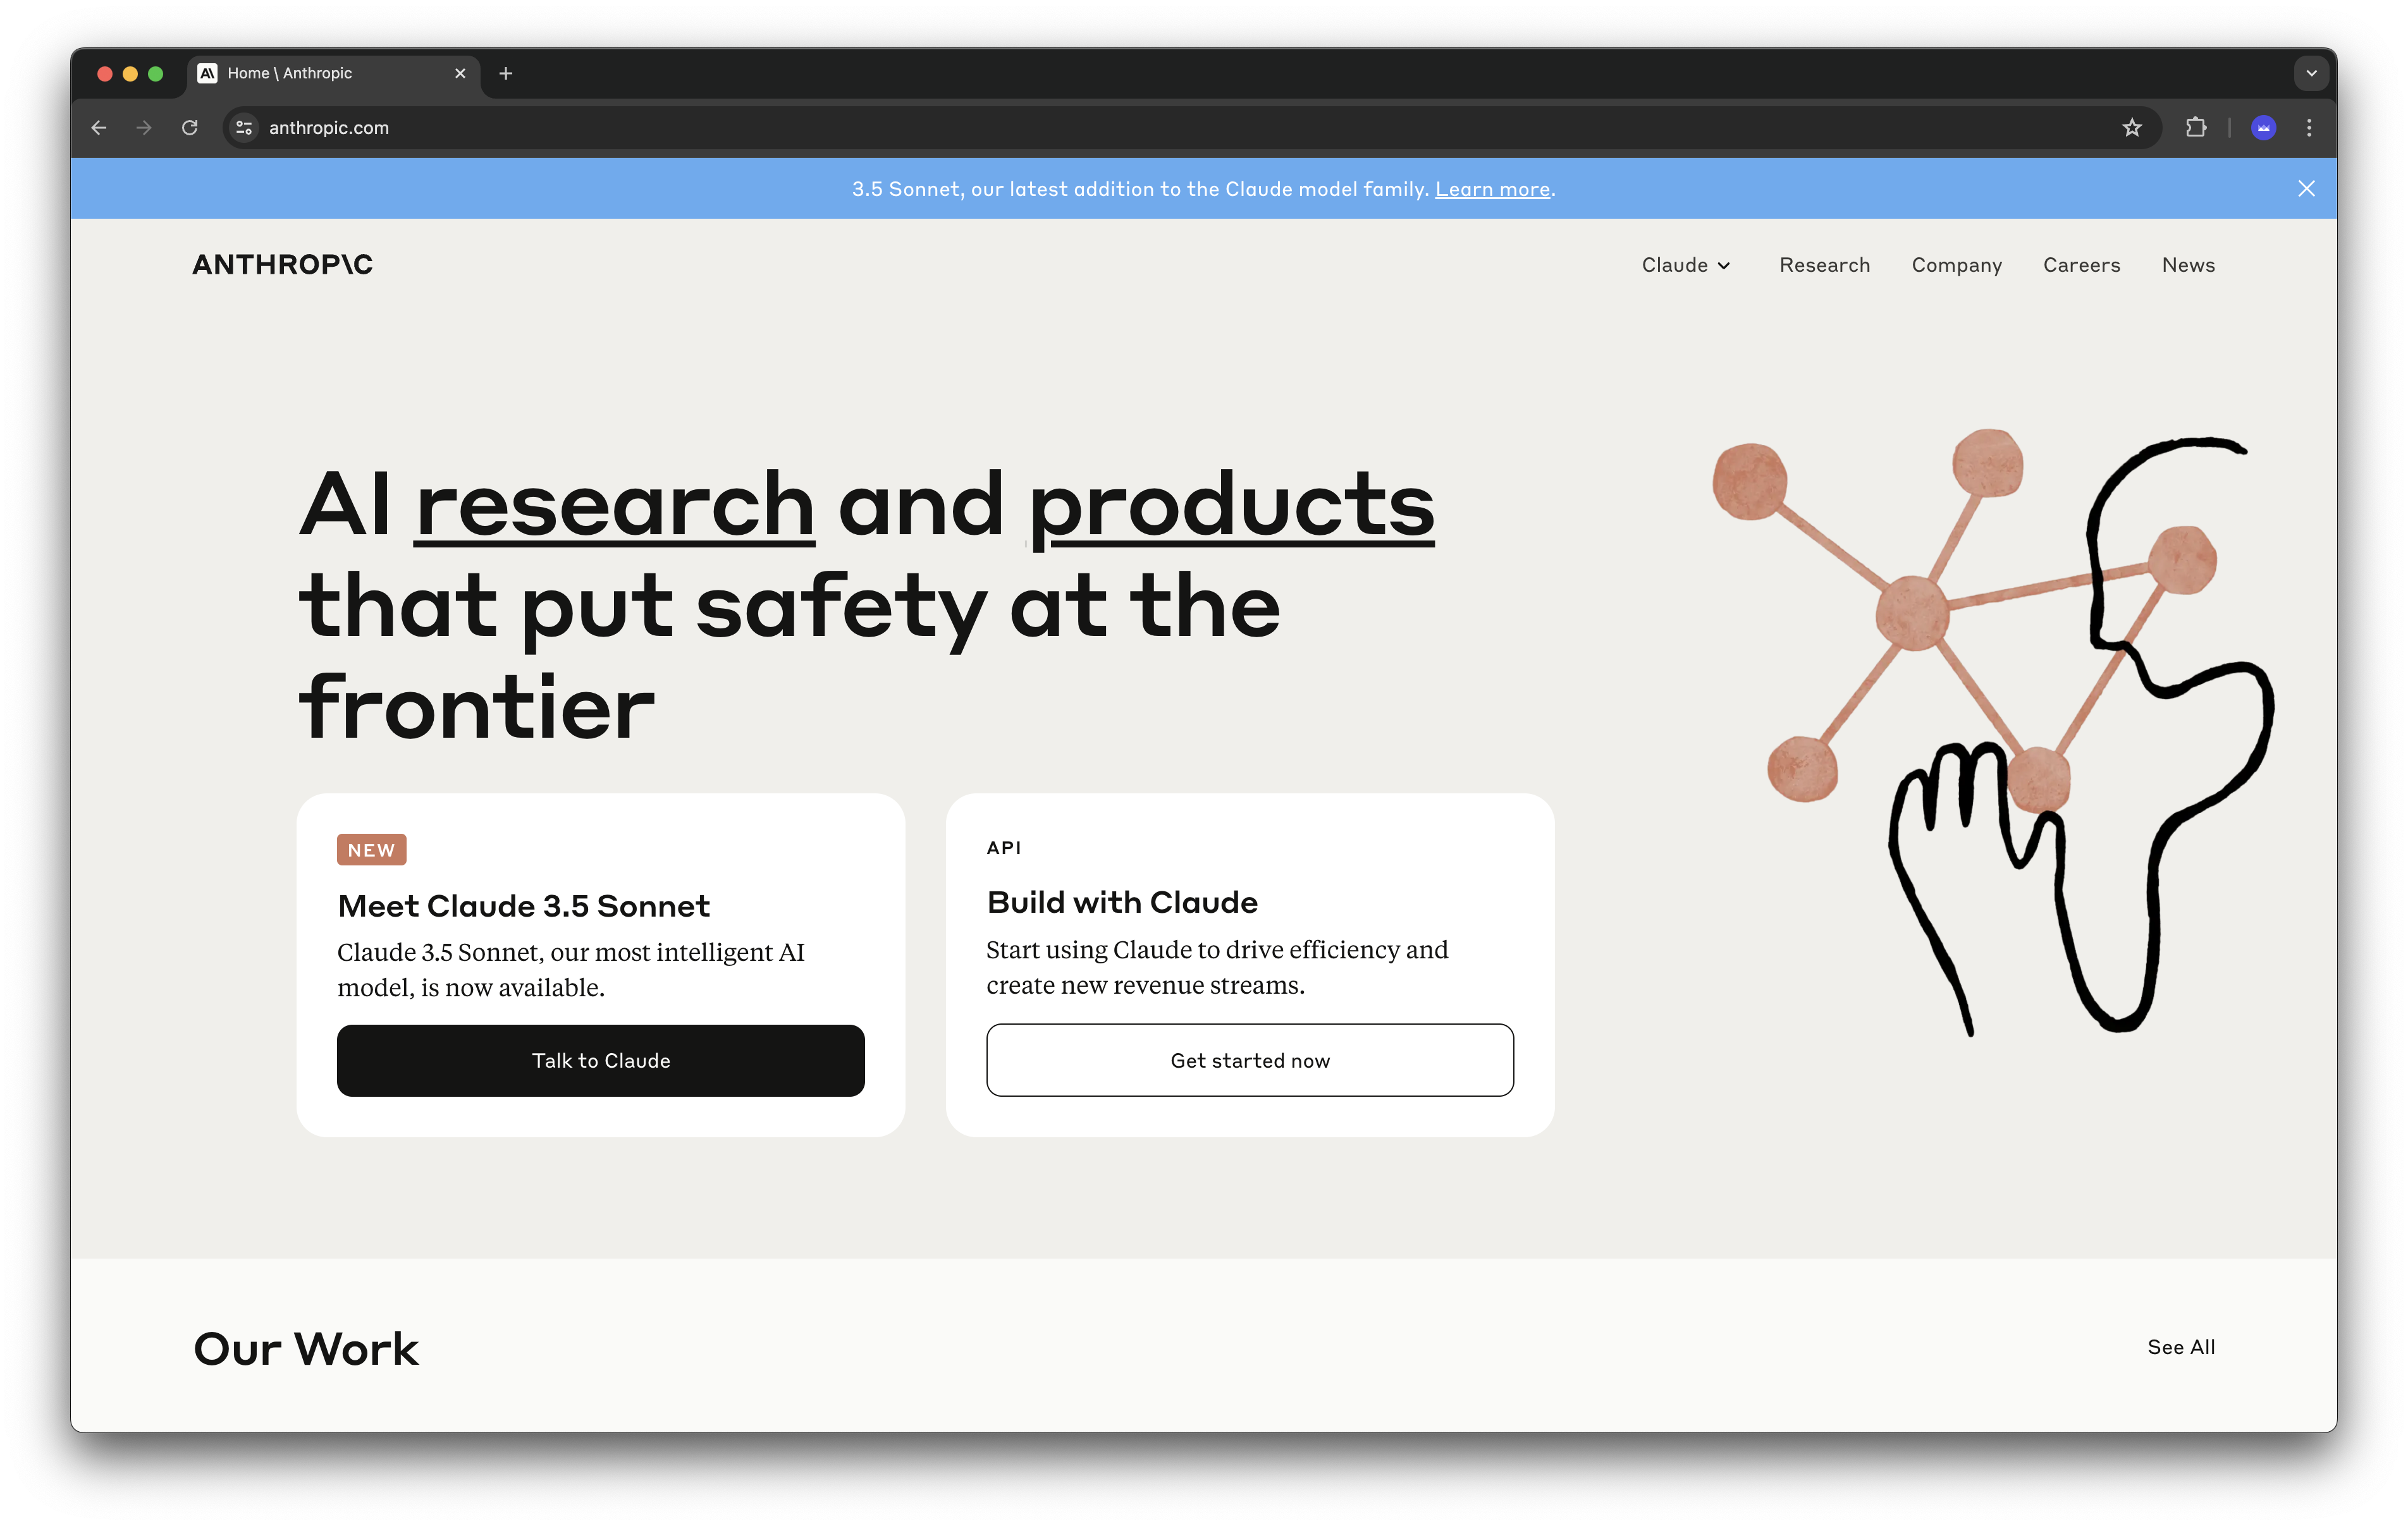 Home \ Anthropic
anthropic.com
3.5 Sonnet, our latest addition to the Claude model family. Learn more.
ANTHROP\C
Claude
Research
Company
Careers
News
AI research and products
that put safety at the
frontier
NEW
Meet Claude 3.5 Sonnet
Claude 3.5 Sonnet, our most intelligent AI
model, is now available.
Talk to Claude
API
Build with Claude
Start using Claude to drive efficiency and
create new revenue streams.
Get started now
Our Work
See All